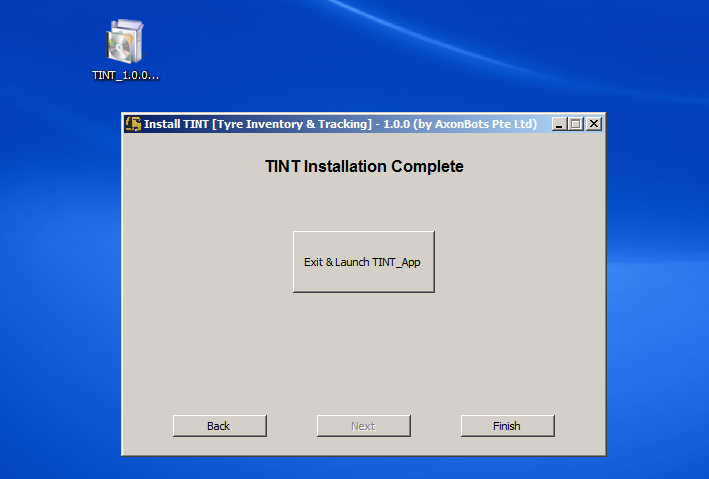 TINT_1.0.0...
Install TINT [Tyre Inventory & Tracking] - 1.0.0 (by AxonBots Pte Ltd)
TINT Installation Complete
Exit & Launch TINT_App
Back
Next
Finish